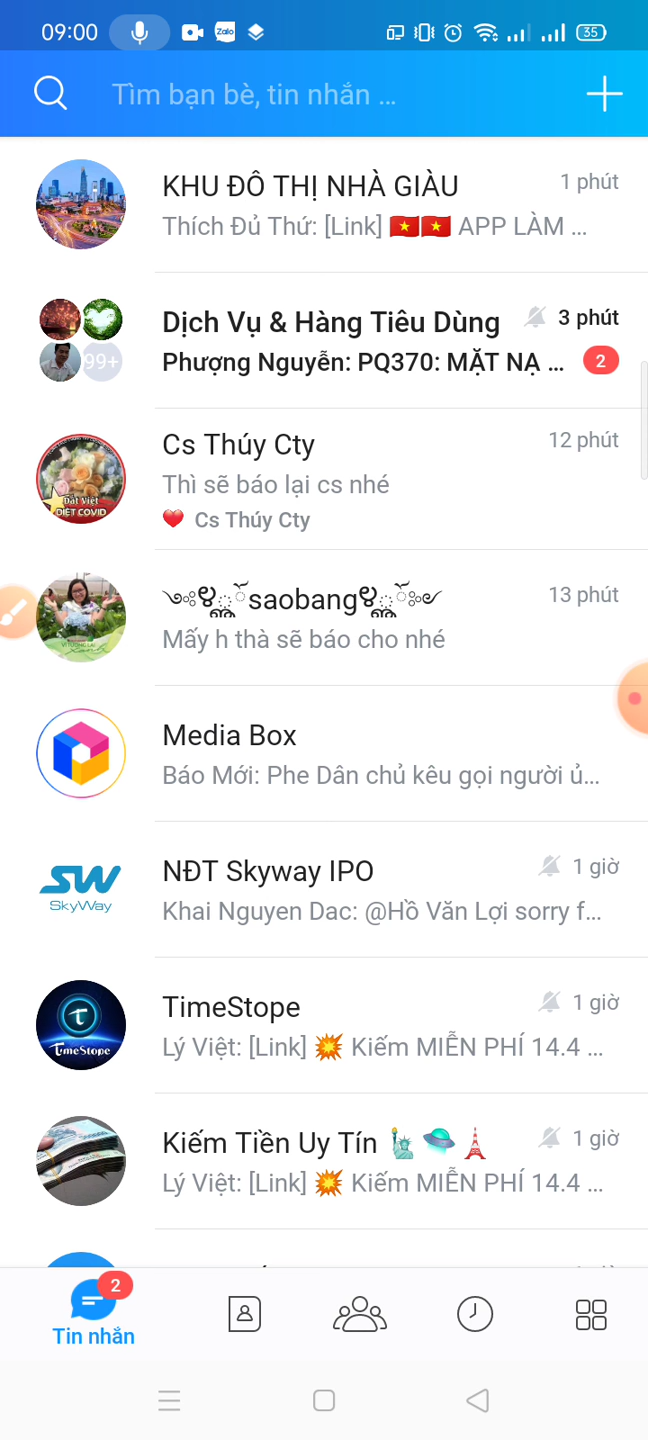 09:00
Zalo
35
Tìm bạn bè, tin nhắn ...
KHU ĐÔ THỊ NHÀ GIÀU
1 phút
Thích Đủ Thứ: [Link] 🇻🇳🇻🇳 APP LÀM ...
Dịch Vụ & Hàng Tiêu Dùng
3 phút
99+
Phượng Nguyễn: PQ370: MẶT NẠ ...
2
Cs Thúy Cty
12 phút
Thì sẽ báo lại cs nhé
❤️ Cs Thúy Cty
Đất Việt
DIỆT COVID
saobang
13 phút
Mấy h thà sẽ báo cho nhé
Media Box
Báo Mới: Phe Dân chủ kêu gọi người ủ...
NĐT Skyway IPO
1 giờ
SW
SkyWay
Khai Nguyen Dac: @Hồ Văn Lợi sorry f...
TimeStope
1 giờ
TimeStope
Lý Việt: [Link] 💥 Kiếm MIỄN PHÍ 14.4 ...
Kiếm Tiền Uy Tín 🗽🛸🗼
1 giờ
Lý Việt: [Link] 💥 Kiếm MIỄN PHÍ 14.4 ...
2
Tin nhắn